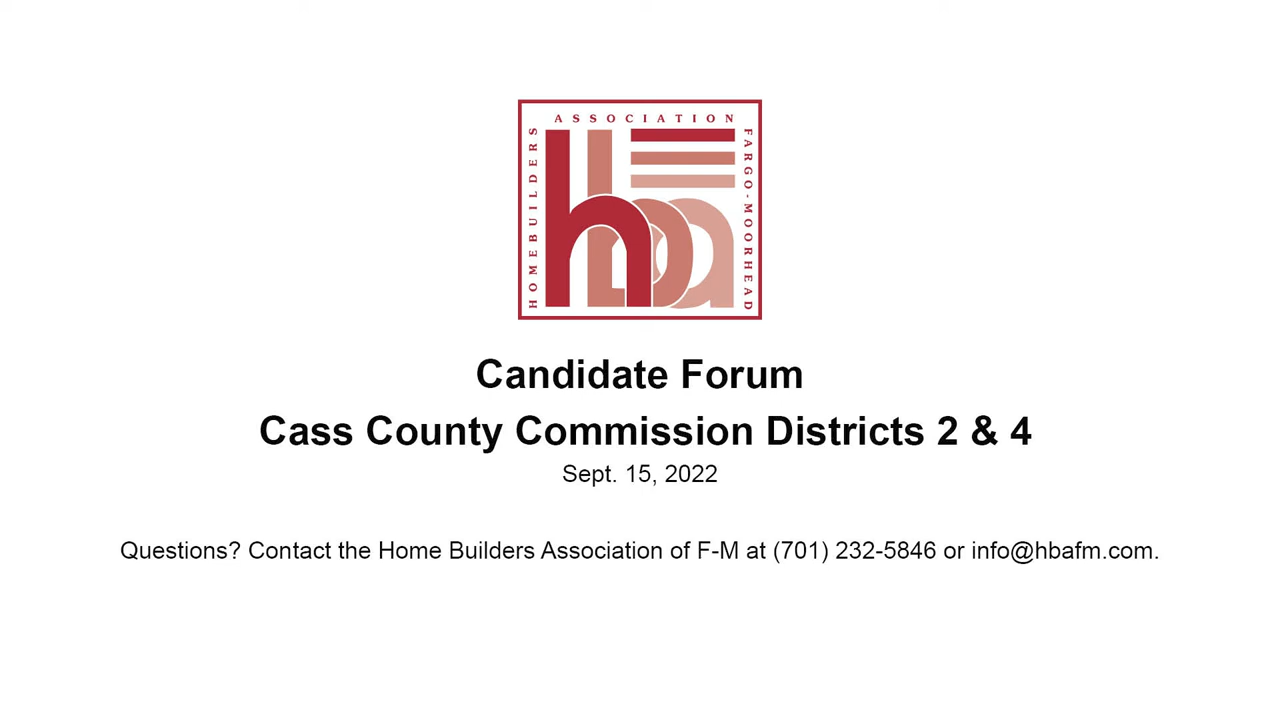 ASSOCIATION
HOMEBUILDERS
FARGO-MOORHEAD
hba
Candidate Forum
Cass County Commission Districts 2 & 4
Sept. 15, 2022
Questions? Contact the Home Builders Association of F-M at (701) 232-5846 or info@hbafm.com.